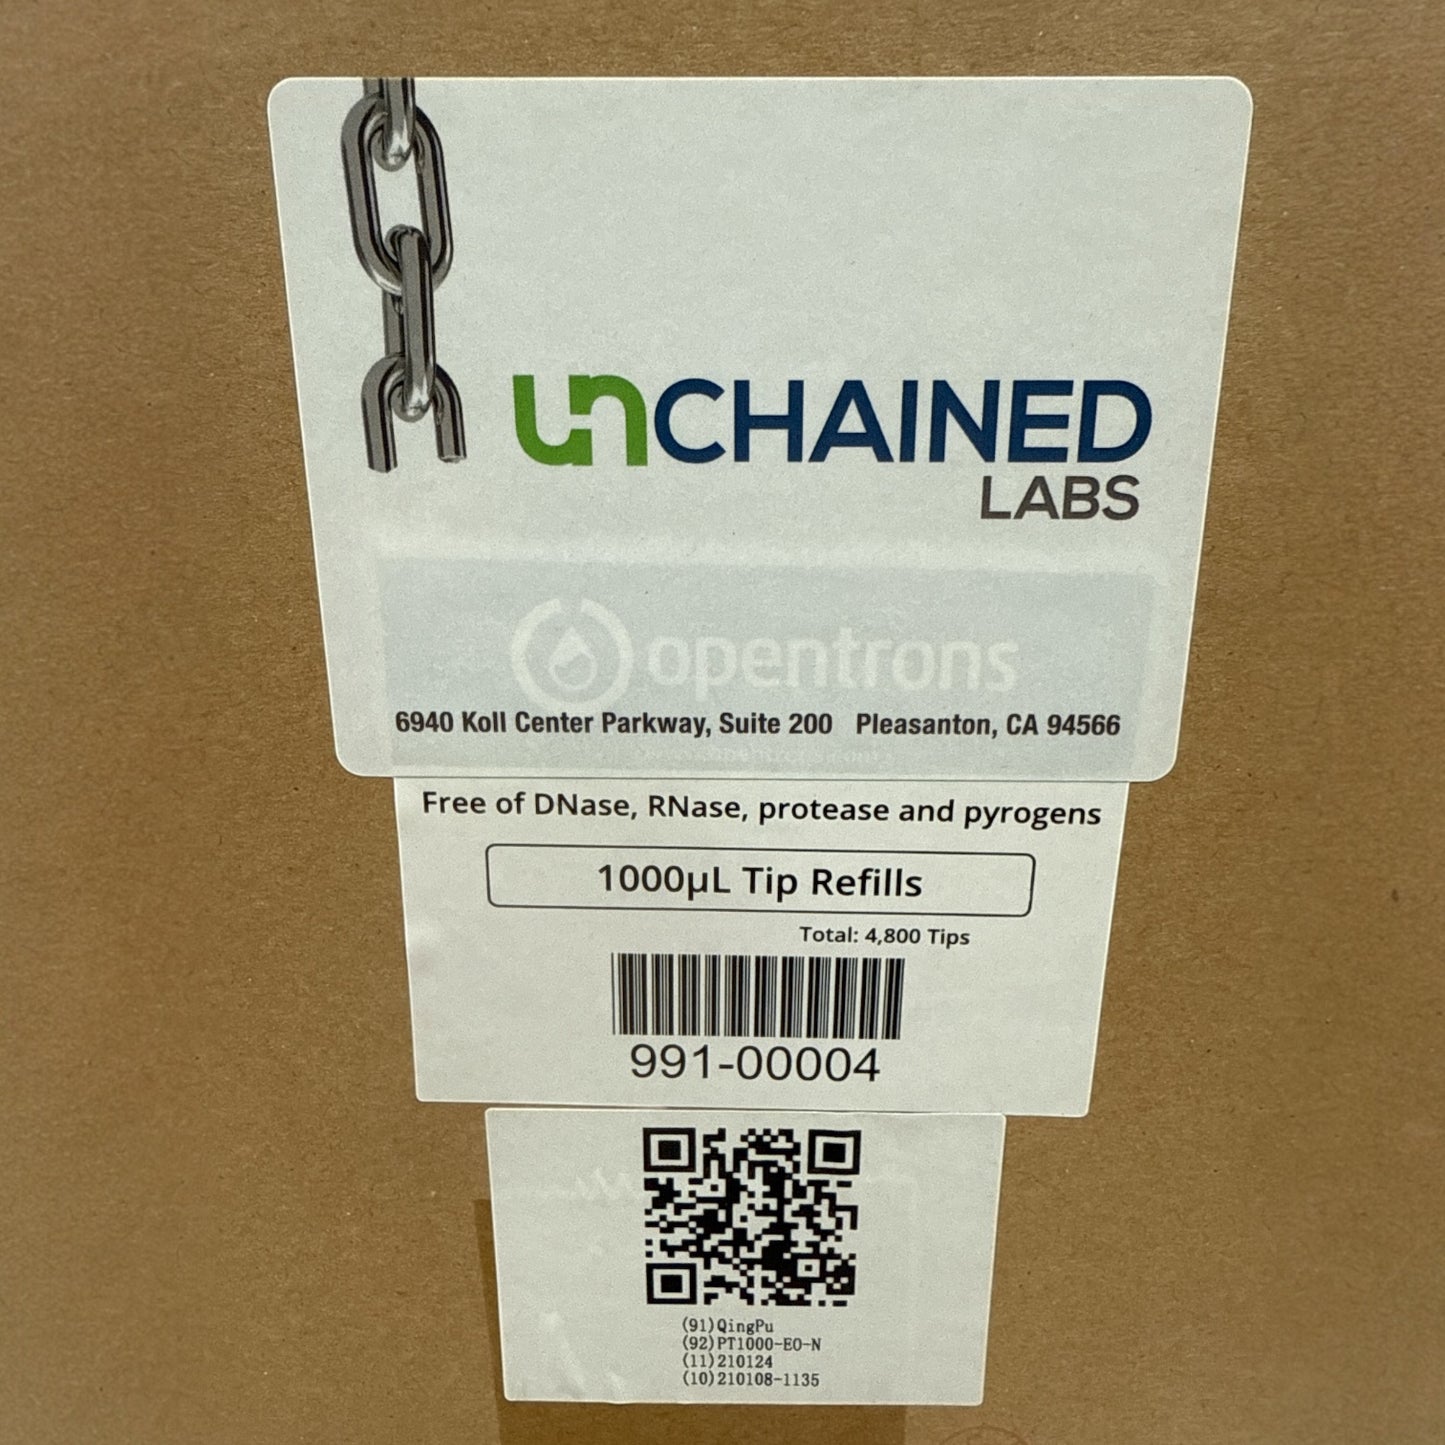 unCHAINED
LABS
opentrons
6940 Koll Center Parkway, Suite 200 Pleasanton, CA 94566
Free of DNase, RNase, protease and pyrogens
1000µL Tip Refills
Total: 4,800 Tips
991-00004
(91)QingPu
(92)PT1000-EO-N
(11)210124
(10)210108-1135